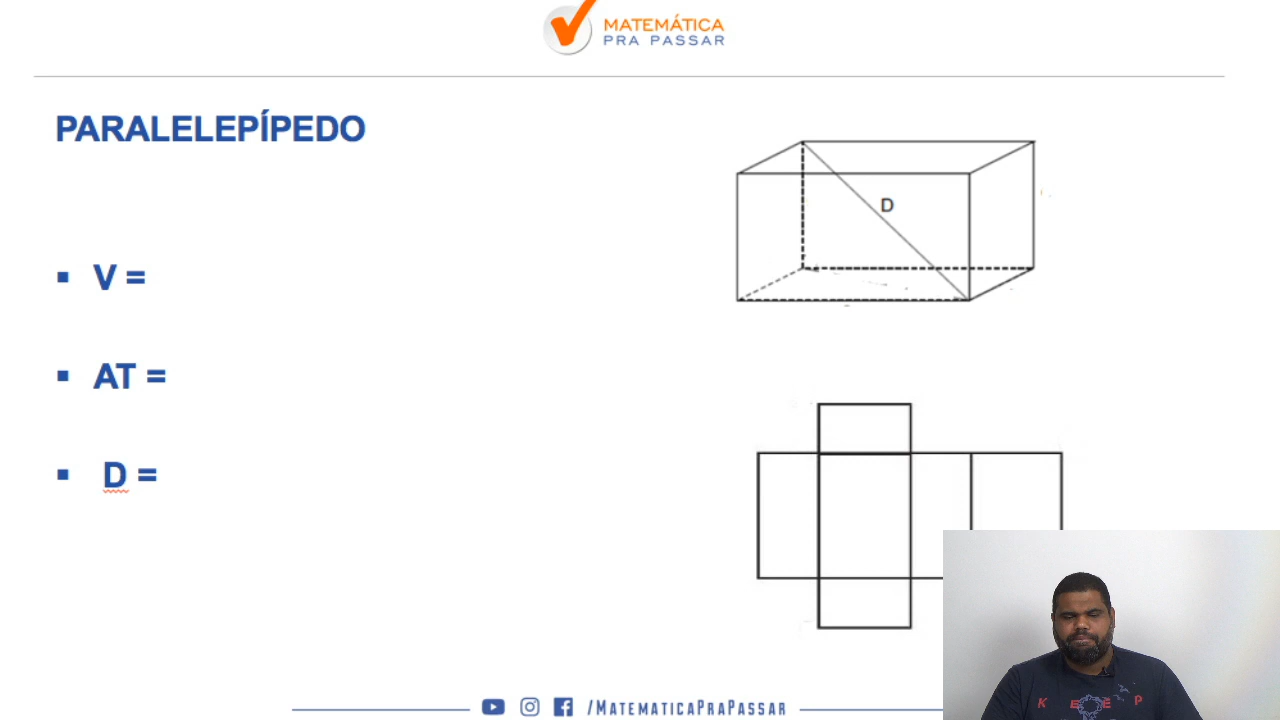 MATEMÁTICA
PRA PASSAR
PARALELEPÍPEDO
D
▪ V =
▪ AT =
▪ D =
K E E P
/MATEMATICAPRAPASSAR